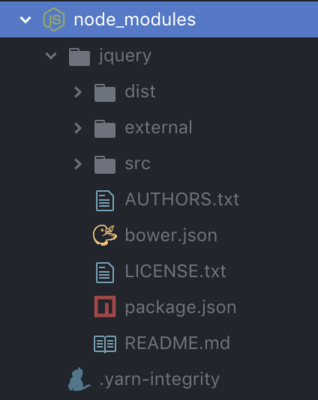 node_modules
jquery
dist
external
src
AUTHORS.txt
bower.json
LICENSE.txt
package.json
README.md
.yarn-integrity